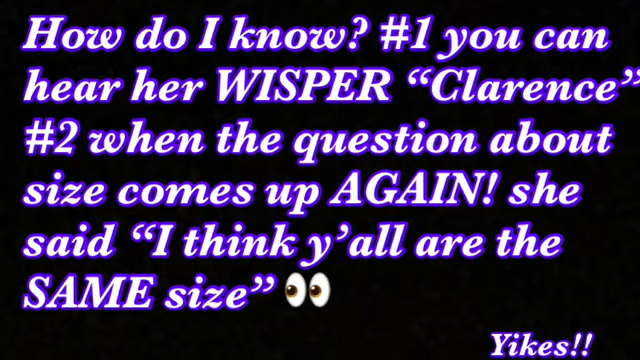 How do I know? #1 you can
hear her WISPER “Clarence”
#2 when the question about
size comes up AGAIN! she
said “I think y’all are the
SAME size” 👀
Yikes!!